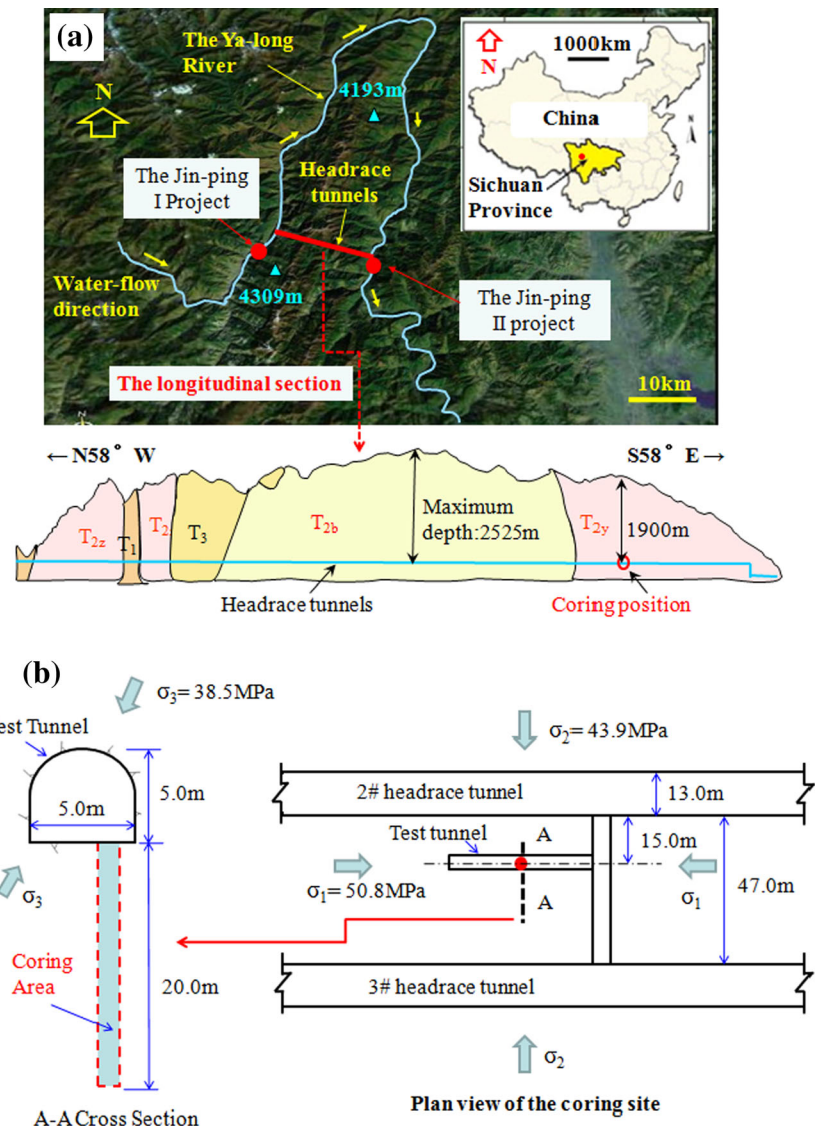 (a)
The Ya-long
River
N
4193m
1000km
N
China
Sichuan
Province
The Jin-ping
I Project
Headrace
tunnels
Water-flow
direction
4309m
The Jin-ping
II project
The longitudinal section
10km
← N58° W
S58° E →
T2z
T1
T2
T3
T2b
Maximum
depth:2525m
T2y
1900m
Headrace tunnels
Coring position
(b)
σ3= 38.5MPa
est Tunnel
5.0m
5.0m
σ3
Coring
Area
20.0m
A-A Cross Section
σ2= 43.9MPa
2# headrace tunnel
13.0m
Test tunnel
A
15.0m
σ1= 50.8MPa
A
σ1
47.0m
3# headrace tunnel
σ2
Plan view of the coring site